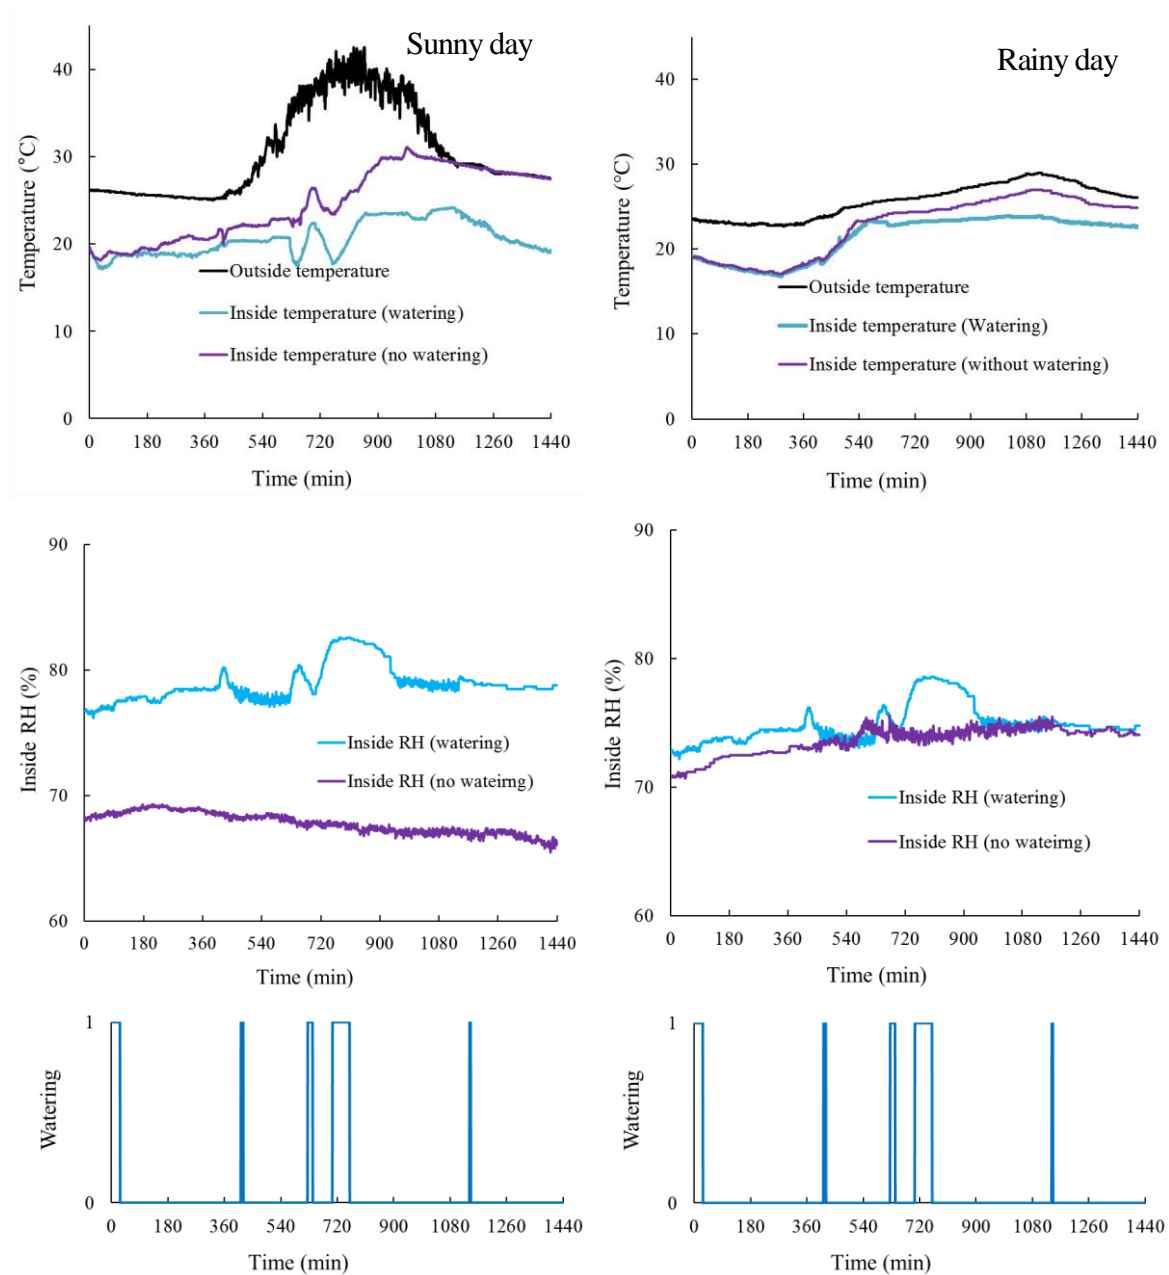 Sunny day
Temperature (°C)
40
30
20
10
0
Outside temperature
Inside temperature (watering)
Inside temperature (no watering)
0 180 360 540 720 900 1080 1260 1440
Time (min)
Rainy day
Temperature (°C)
40
30
20
10
0
Outside temperature
Inside temperature (Watering)
Inside temperature (without watering)
0 180 360 540 720 900 1080 1260 1440
Time (min)
Inside RH (%)
90
80
70
60
Inside RH (watering)
Inside RH (no wateirng)
0 180 360 540 720 900 1080 1260 1440
Time (min)
Inside RH (%)
90
80
70
60
Inside RH (watering)
Inside RH (no wateirng)
0 180 360 540 720 900 1080 1260 1440
Time (min)
Watering
1
0
0 180 360 540 720 900 1080 1260 1440
Time (min)
Watering
1
0
0 180 360 540 720 900 1080 1260 1440
Time (min)